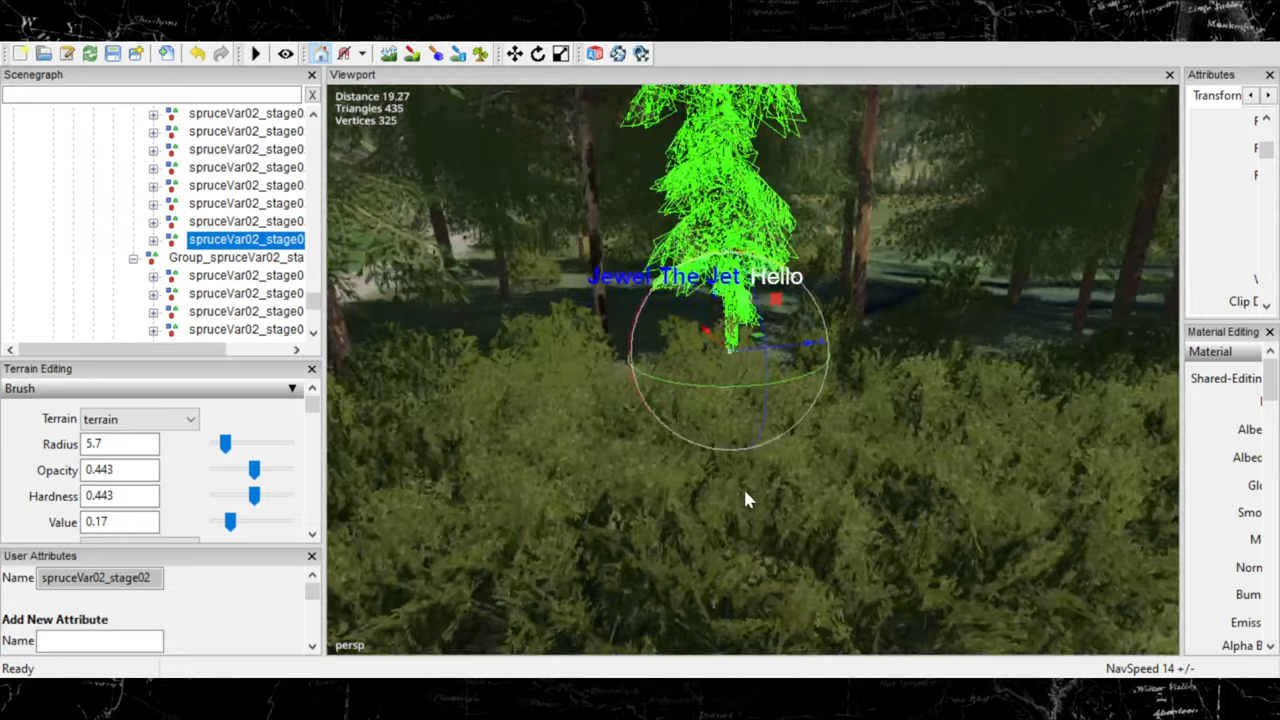 Scenegraph
X
spruceVar02_stage0
spruceVar02_stage0
spruceVar02_stage0
spruceVar02_stage0
spruceVar02_stage0
spruceVar02_stage0
spruceVar02_stage0
spruceVar02_stage0
Group_spruceVar02_sta
spruceVar02_stage0
spruceVar02_stage0
spruceVar02_stage0
spruceVar02_stage0
Terrain Editing
Brush
Terrain terrain
Radius 5.7
Opacity 0.443
Hardness 0.443
Value 0.17
User Attributes
Name spruceVar02_stage02
Add New Attribute
Name
Ready
Viewport
Distance 19.27
Triangles 435
Vertices 325
Jewel The Jet Hello
persp
Attributes
Transforn
Clip D
Material Editing
Material
Shared-Editin
Albe
Albed
Glo
Smo
M
Norn
Bum
Emiss
Alpha B
NavSpeed 14 +/-